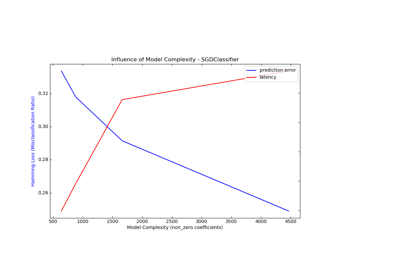 Influence of Model Complexity - SGDClassifier
prediction error
latency
0.32
0.30
0.28
0.26
Hamming Loss (Misclassification Ratio)
500 1000 1500 2000 2500 3000 3500 4000 4500
Model Complexity (non_zero coefficients)